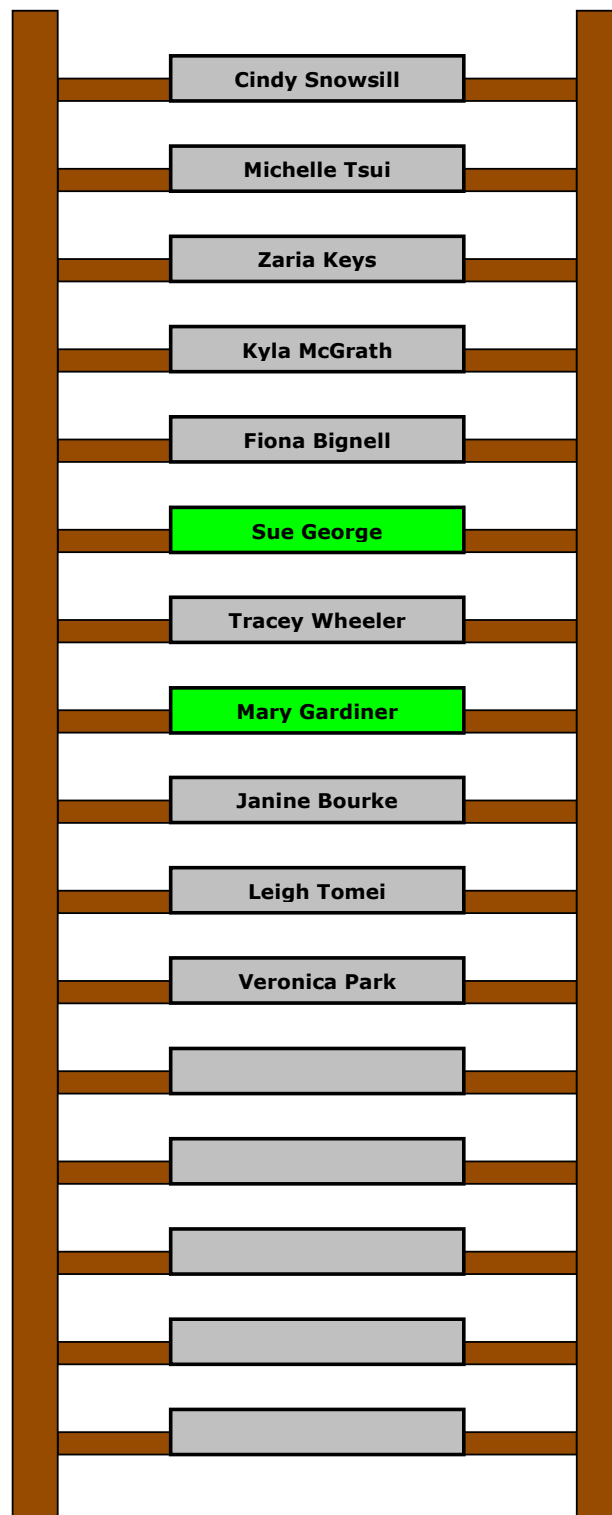 Cindy Snowsill
Michelle Tsui
Zaria Keys
Kyla McGrath
Fiona Bignell
Sue George
Tracey Wheeler
Mary Gardiner
Janine Bourke
Leigh Tomei
Veronica Park